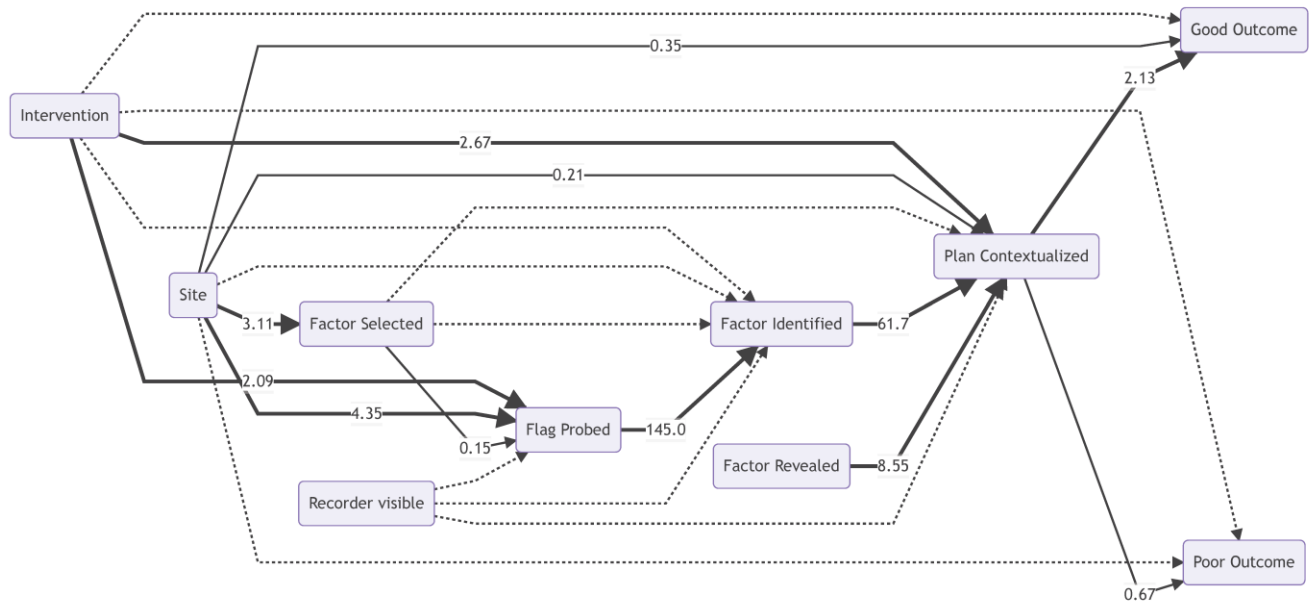 Good Outcome
0.35
2.13
Intervention
2.67
0.21
Plan Contextualized
Site
3.11
Factor Selected
Factor Identified
61.7
2.09
4.35
Flag Probed
145.0
0.15
Factor Revealed
8.55
Recorder visible
Poor Outcome
0.67